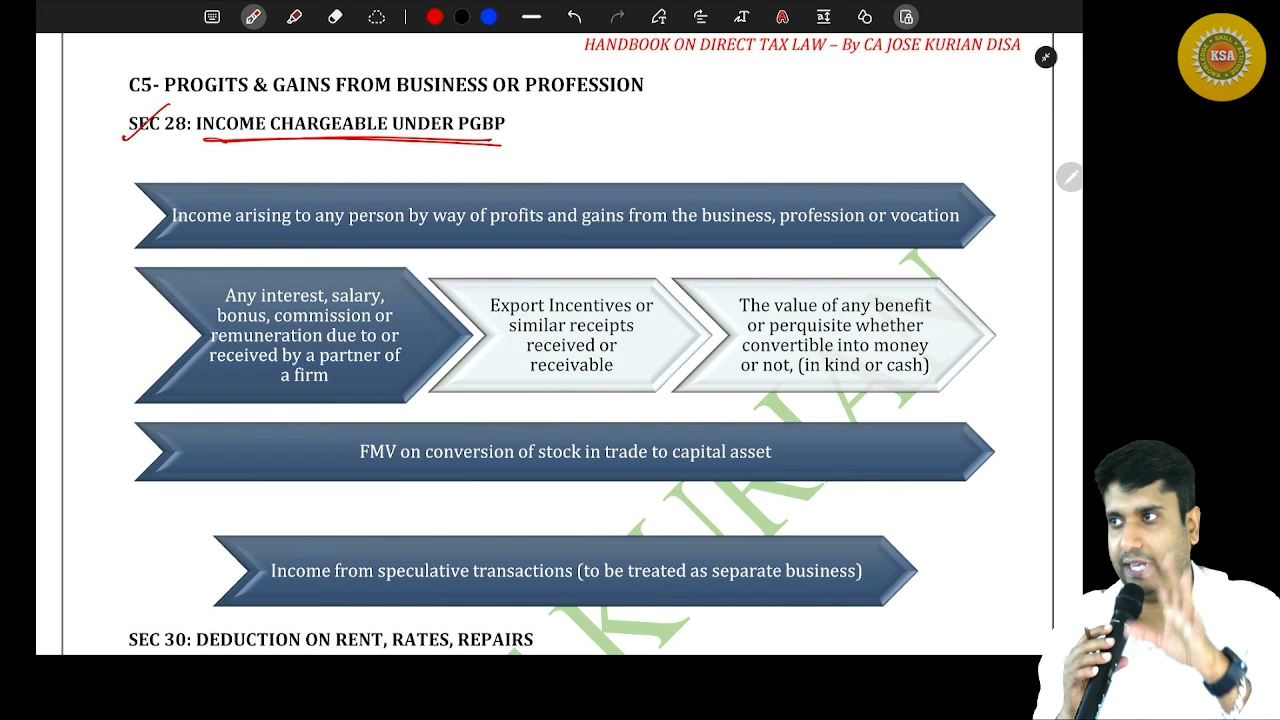 HANDBOOK ON DIRECT TAX LAW – By CA JOSE KURIAN DISA
KSA
C5- PROGITS & GAINS FROM BUSINESS OR PROFESSION
SEC 28: INCOME CHARGEABLE UNDER PGBP
Income arising to any person by way of profits and gains from the business, profession or vocation
Any interest, salary,
bonus, commission or
remuneration due to or
received by a partner of
a firm
Export Incentives or
similar receipts
received or
receivable
The value of any benefit
or perquisite whether
convertible into money
or not, (in kind or cash)
FMV on conversion of stock in trade to capital asset
Income from speculative transactions (to be treated as separate business)
SEC 30: DEDUCTION ON RENT, RATES, REPAIRS